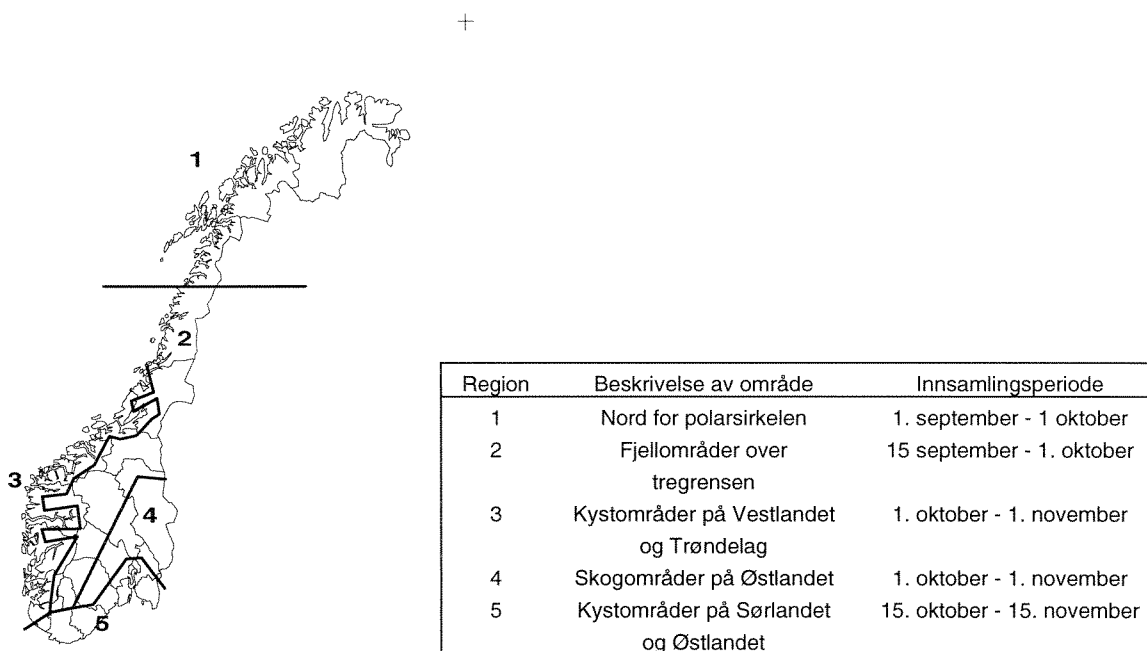 1
2
3
4
5
Region Beskrivelse av område Innsamlingsperiode
1 Nord for polarsirkelen 1. september - 1 oktober
2 Fjellområder over 15 september - 1. oktober
tregrensen
3 Kystområder på Vestlandet 1. oktober - 1. november
og Trøndelag
4 Skogområder på Østlandet 1. oktober - 1. november
5 Kystområder på Sørlandet 15. oktober - 15. november
og Østlandet